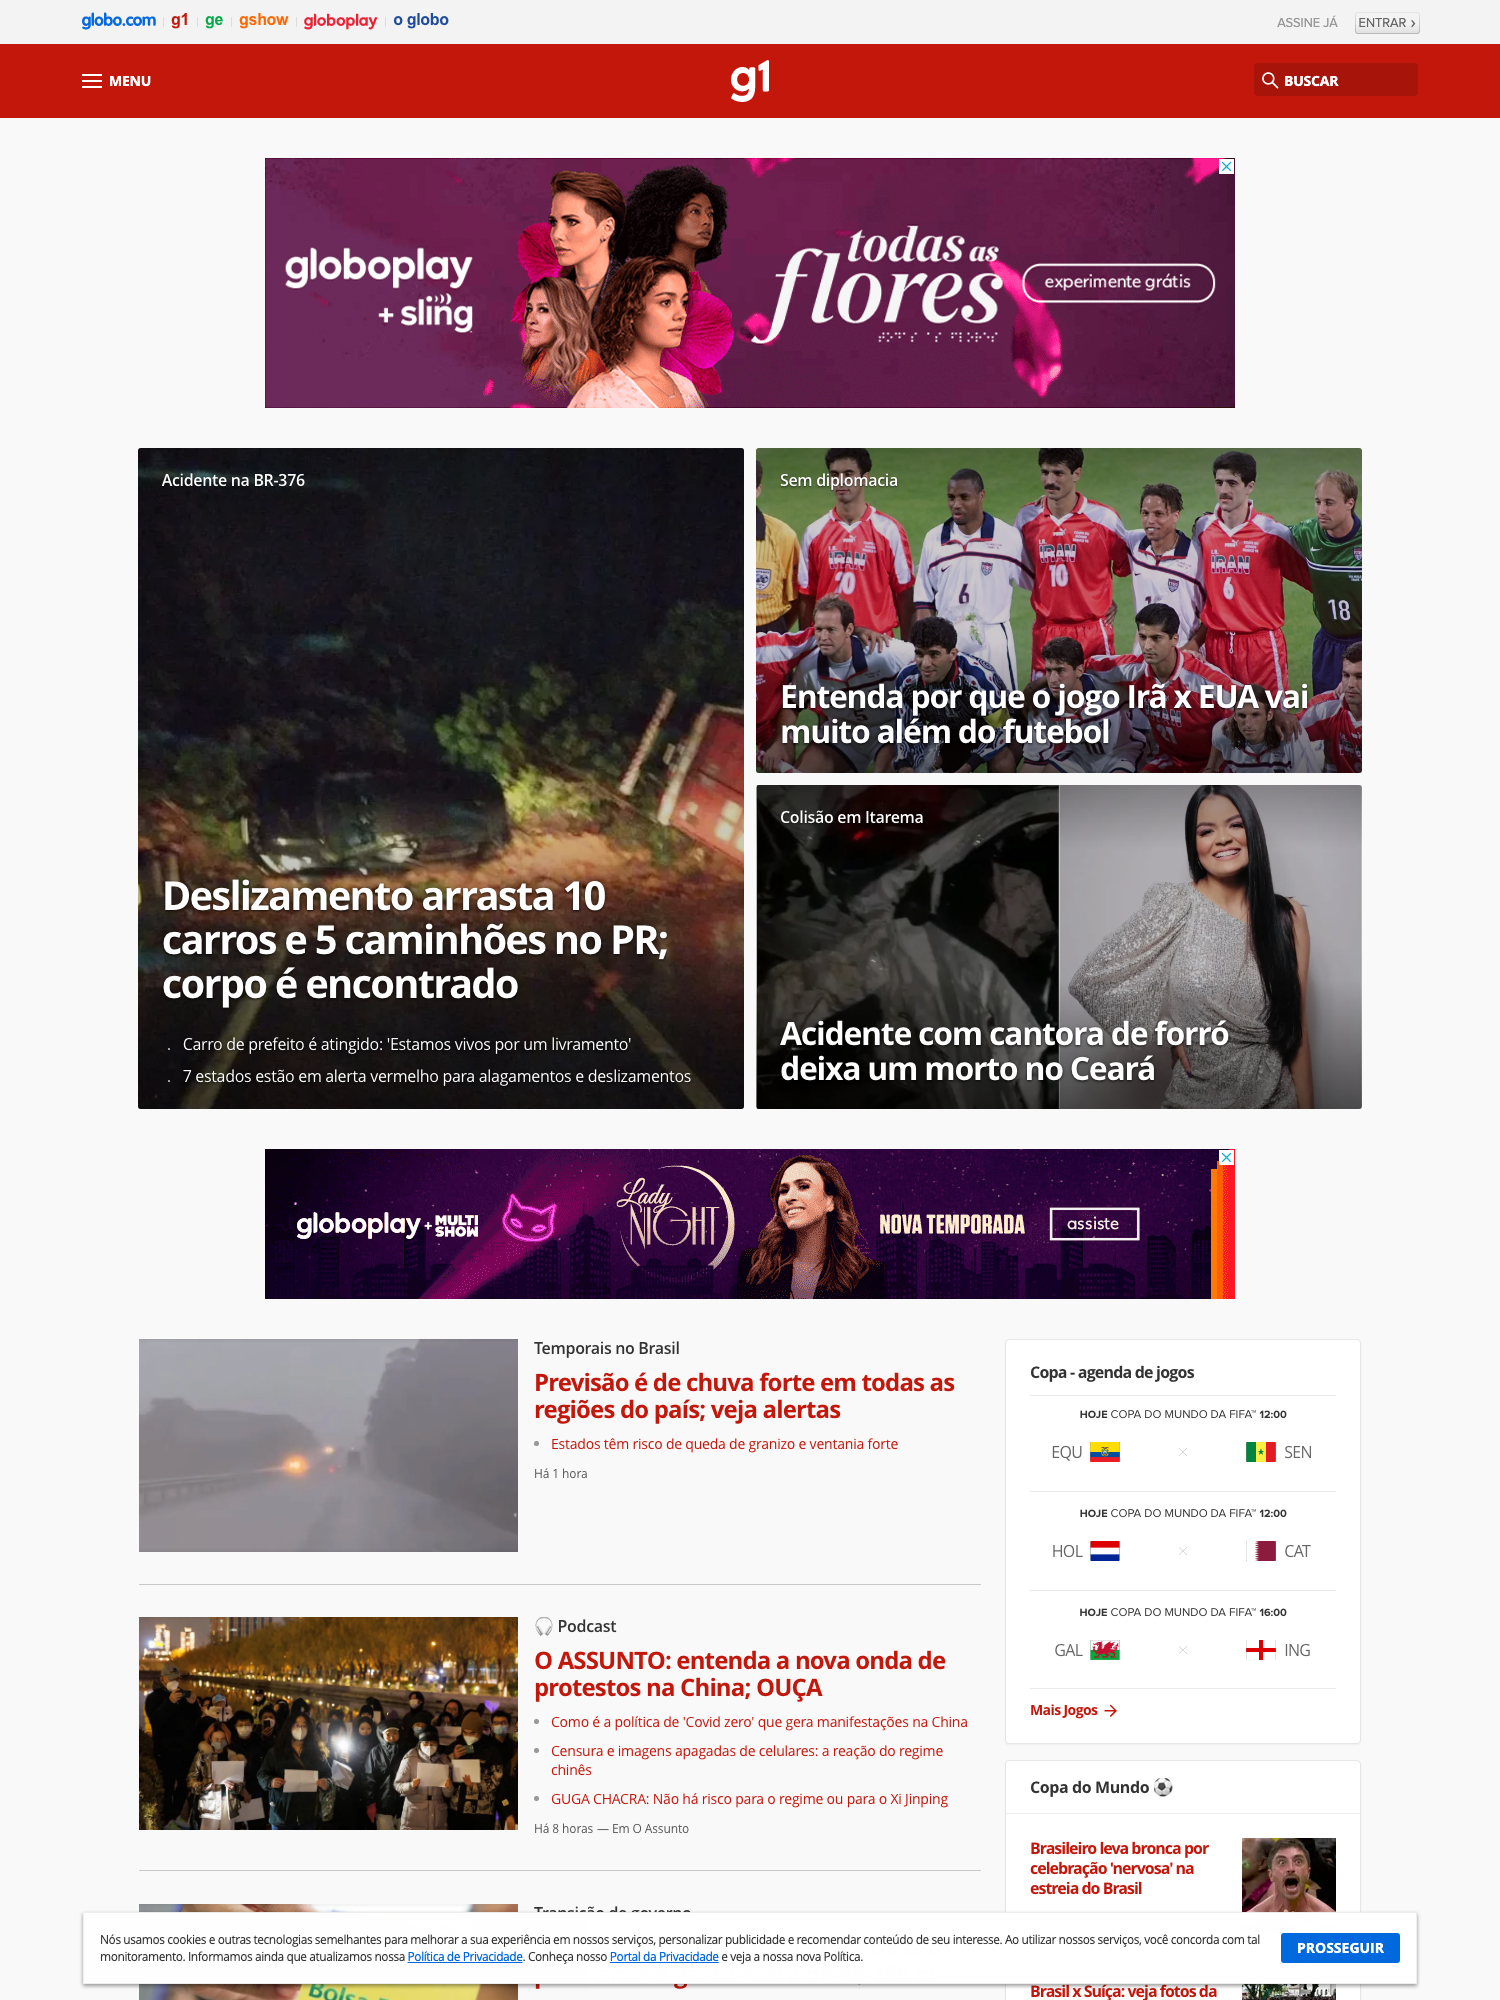 globo.com g1 ge gshow globoplay o globo
ASSINE JÁ ENTRAR ›
MENU
g1
BUSCAR
globoplay
+ sling
todas as
flores
experimente grátis
Acidente na BR-376
Deslizamento arrasta 10
carros e 5 caminhões no PR;
corpo é encontrado
. Carro de prefeito é atingido: 'Estamos vivos por um livramento'
. 7 estados estão em alerta vermelho para alagamentos e deslizamentos
Sem diplomacia
I.R.
IRAN
10
6
I.R.
IRAN
10
I.R.
IRAN
6
18
Entenda por que o jogo Irã x EUA vai
muito além do futebol
Colisão em Itarema
Acidente com cantora de forró
deixa um morto no Ceará
globoplay + MULTI
SHOW
Lady
NIGHT
NOVA TEMPORADA
assiste
Temporais no Brasil
Previsão é de chuva forte em todas as
regiões do país; veja alertas
• Estados têm risco de queda de granizo e ventania forte
Há 1 hora
🎧 Podcast
O ASSUNTO: entenda a nova onda de
protestos na China; OUÇA
• Como é a política de 'Covid zero' que gera manifestações na China
• Censura e imagens apagadas de celulares: a reação do regime
chinês
• GUGA CHACRA: Não há risco para o regime ou para o Xi Jinping
Há 8 horas — Em O Assunto
Transição de governo
Bolsa
Copa - agenda de jogos
HOJE COPA DO MUNDO DA FIFA™ 12:00
EQU × SEN
HOJE COPA DO MUNDO DA FIFA™ 12:00
HOL × CAT
HOJE COPA DO MUNDO DA FIFA™ 16:00
GAL × ING
Mais Jogos →
Copa do Mundo ⚽
Brasileiro leva bronca por
celebração 'nervosa' na
estreia do Brasil
Brasil x Suíça: veja fotos da
Nós usamos cookies e outras tecnologias semelhantes para melhorar a sua experiência em nossos serviços, personalizar publicidade e recomendar conteúdo de seu interesse. Ao utilizar nossos serviços, você concorda com tal
monitoramento. Informamos ainda que atualizamos nossa Política de Privacidade. Conheça nosso Portal da Privacidade e veja a nossa nova Política.
PROSSEGUIR